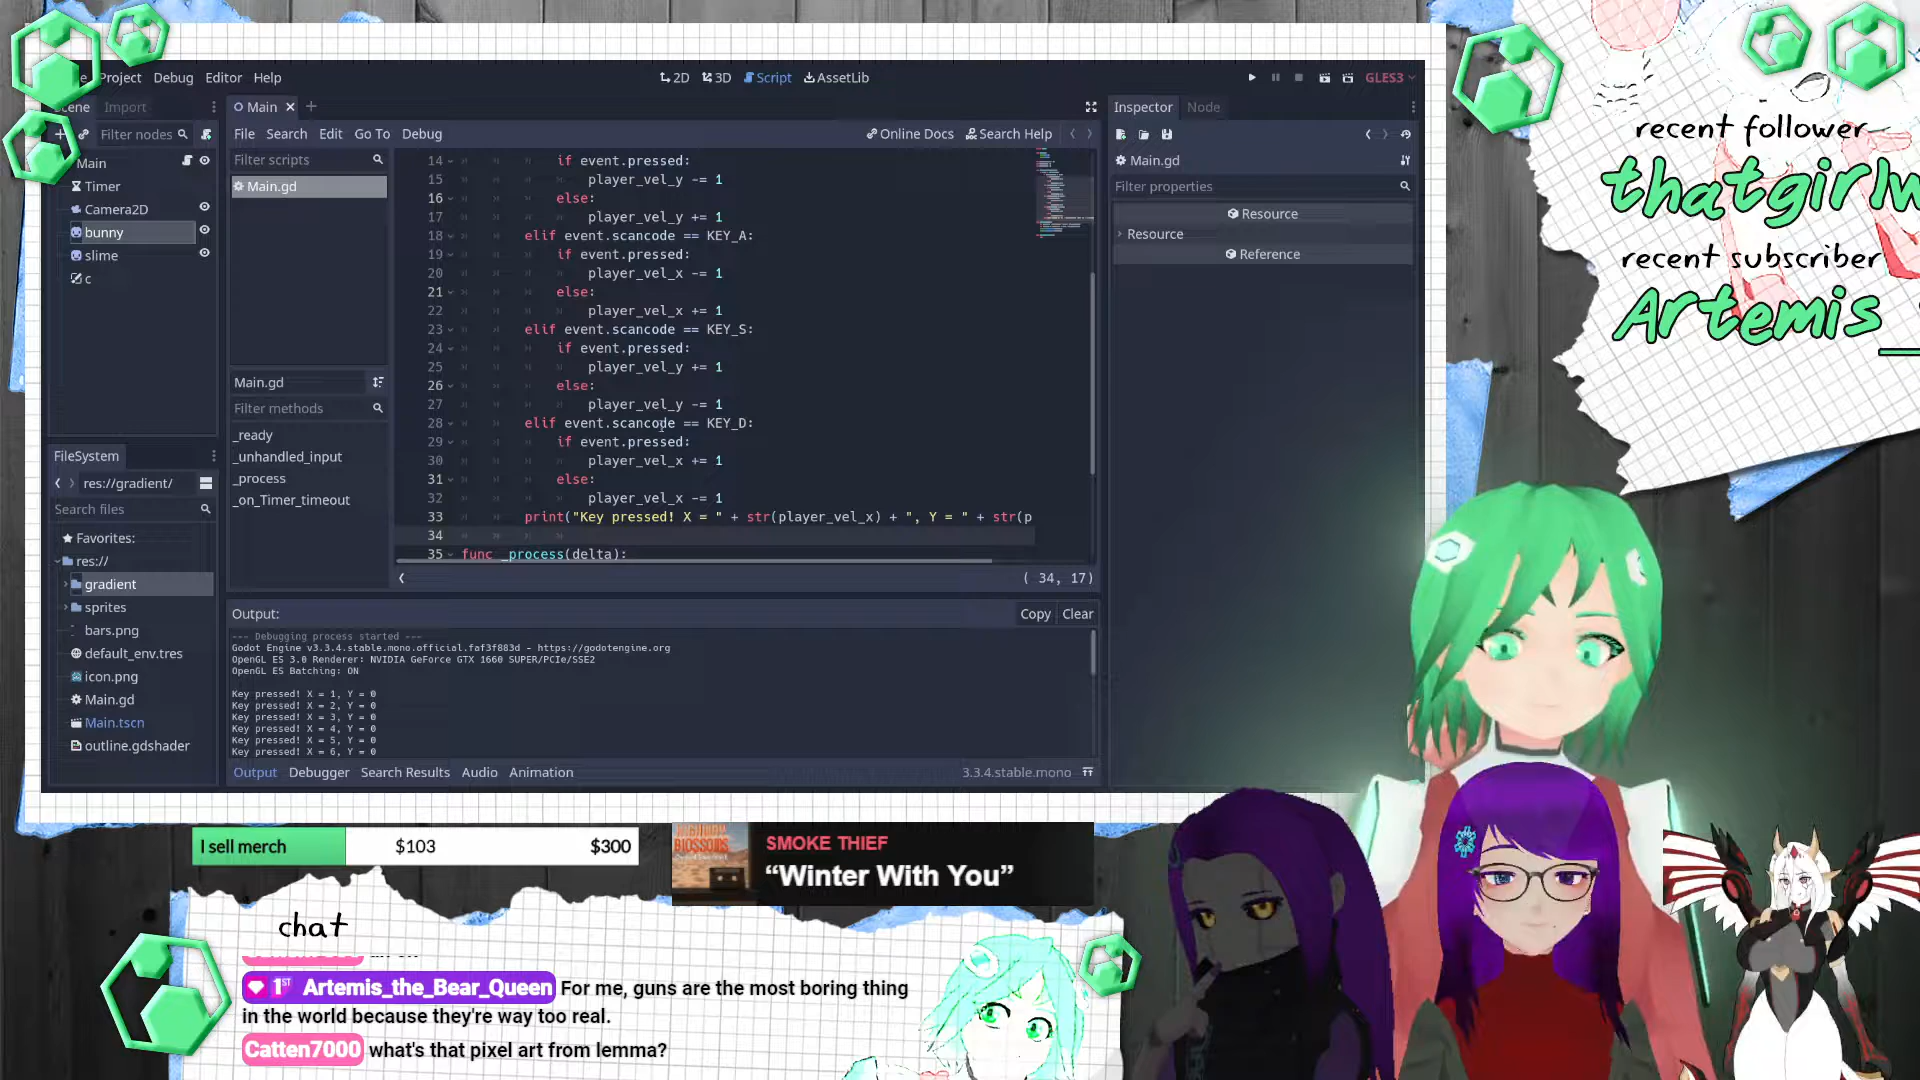 Project Debug Editor Help
2D 3D Script AssetLib
GLES3
Scene Import
Filter nodes
Main
Timer
Camera2D
bunny
slime
c
FileSystem
res://gradient/
Search files
Favorites:
res://
gradient
sprites
bars.png
default_env.tres
icon.png
Main.gd
Main.tscn
outline.gdshader
Main
File Search Edit Go To Debug
Online Docs Search Help
Filter scripts
Main.gd
Main.gd
Filter methods
_ready
_unhandled_input
_process
_on_Timer_timeout
14 if event.pressed:
15 player_vel_y -= 1
16 else:
17 player_vel_y += 1
18 elif event.scancode == KEY_A:
19 if event.pressed:
20 player_vel_x -= 1
21 else:
22 player_vel_x += 1
23 elif event.scancode == KEY_S:
24 if event.pressed:
25 player_vel_y += 1
26 else:
27 player_vel_y -= 1
28 elif event.scancode == KEY_D:
29 if event.pressed:
30 player_vel_x += 1
31 else:
32 player_vel_x -= 1
33 print("Key pressed! X = " + str(player_vel_x) + ", Y = " + str(p
34
35 func _process(delta):
( 34, 17)
Output:
Copy Clear
--- Debugging process started ---
Godot Engine v3.3.4.stable.mono.official.faf3f883d - https://godotengine.org
OpenGL ES 3.0 Renderer: NVIDIA GeForce GTX 1660 SUPER/PCIe/SSE2
OpenGL ES Batching: ON
Key pressed! X = 1, Y = 0
Key pressed! X = 2, Y = 0
Key pressed! X = 3, Y = 0
Key pressed! X = 4, Y = 0
Key pressed! X = 5, Y = 0
Key pressed! X = 6, Y = 0
Output Debugger Search Results Audio Animation
3.3.4.stable.mono
Inspector Node
Main.gd
Filter properties
Resource
Resource
Reference
recent follower
thatgirlw
recent subscriber
Artemis_
I sell merch $103 $300
SMOKE THIEF
“Winter With You”
chat
1ST Artemis_the_Bear_Queen For me, guns are the most boring thing
in the world because they're way too real.
Catten7000 what's that pixel art from lemma?